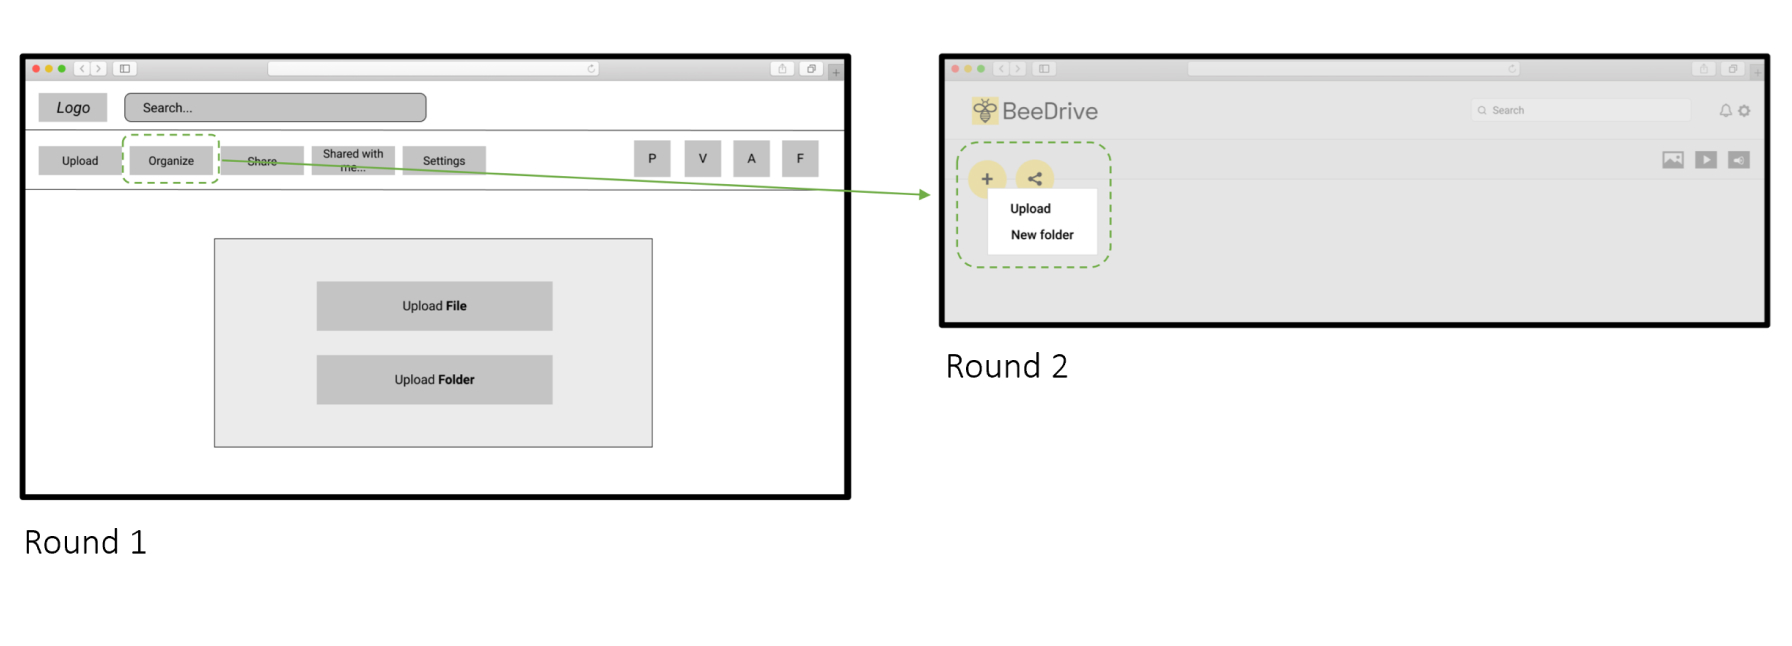 Logo
Search...
Upload
Organize
Share
Shared with
me...
Settings
P
V
A
F
Upload File
Upload Folder
Round 1
BeeDrive
Search
Upload
New folder
Round 2